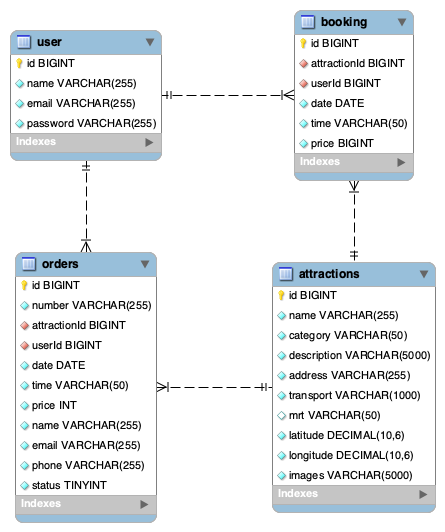 user
id BIGINT
name VARCHAR(255)
email VARCHAR(255)
password VARCHAR(255)
Indexes
booking
id BIGINT
attractionId BIGINT
userId BIGINT
date DATE
time VARCHAR(50)
price BIGINT
Indexes
orders
id BIGINT
number VARCHAR(255)
attractionId BIGINT
userId BIGINT
date DATE
time VARCHAR(50)
price INT
name VARCHAR(255)
email VARCHAR(255)
phone VARCHAR(255)
status TINYINT
Indexes
attractions
id BIGINT
name VARCHAR(255)
category VARCHAR(50)
description VARCHAR(5000)
address VARCHAR(255)
transport VARCHAR(1000)
mrt VARCHAR(50)
latitude DECIMAL(10,6)
longitude DECIMAL(10,6)
images VARCHAR(5000)
Indexes